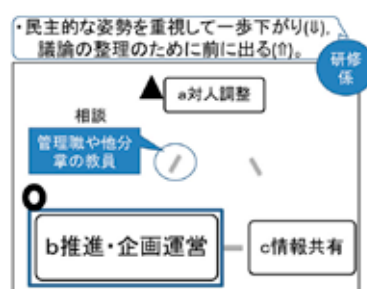 ・民主的な姿勢を重視して一歩下がり(⇓),
議論の整理のために前に出る(⇑)。
研修
係
a対人調整
相談
管理職や他分
掌の教員
b推進・企画運営
c情報共有